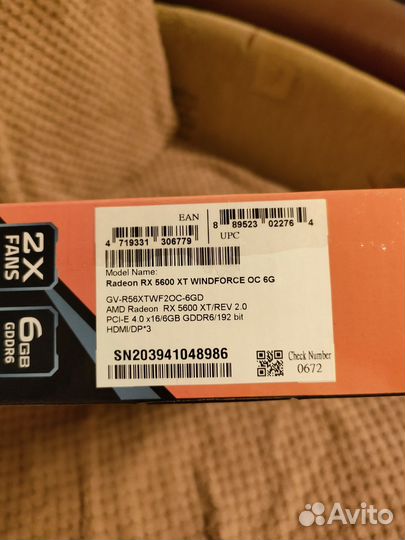 EAN
4 719331 306779
8 89523 02276 4
UPC
Model Name:
Radeon RX 5600 XT WINDFORCE OC 6G
GV-R56XTWF2OC-6GD
AMD Radeon RX 5600 XT/REV 2.0
PCI-E 4.0 x16/6GB GDDR6/192 bit
HDMI/DP*3
SN203941048986
Check Number
0672
2X
FANS
6GB
GDDR6
Avito